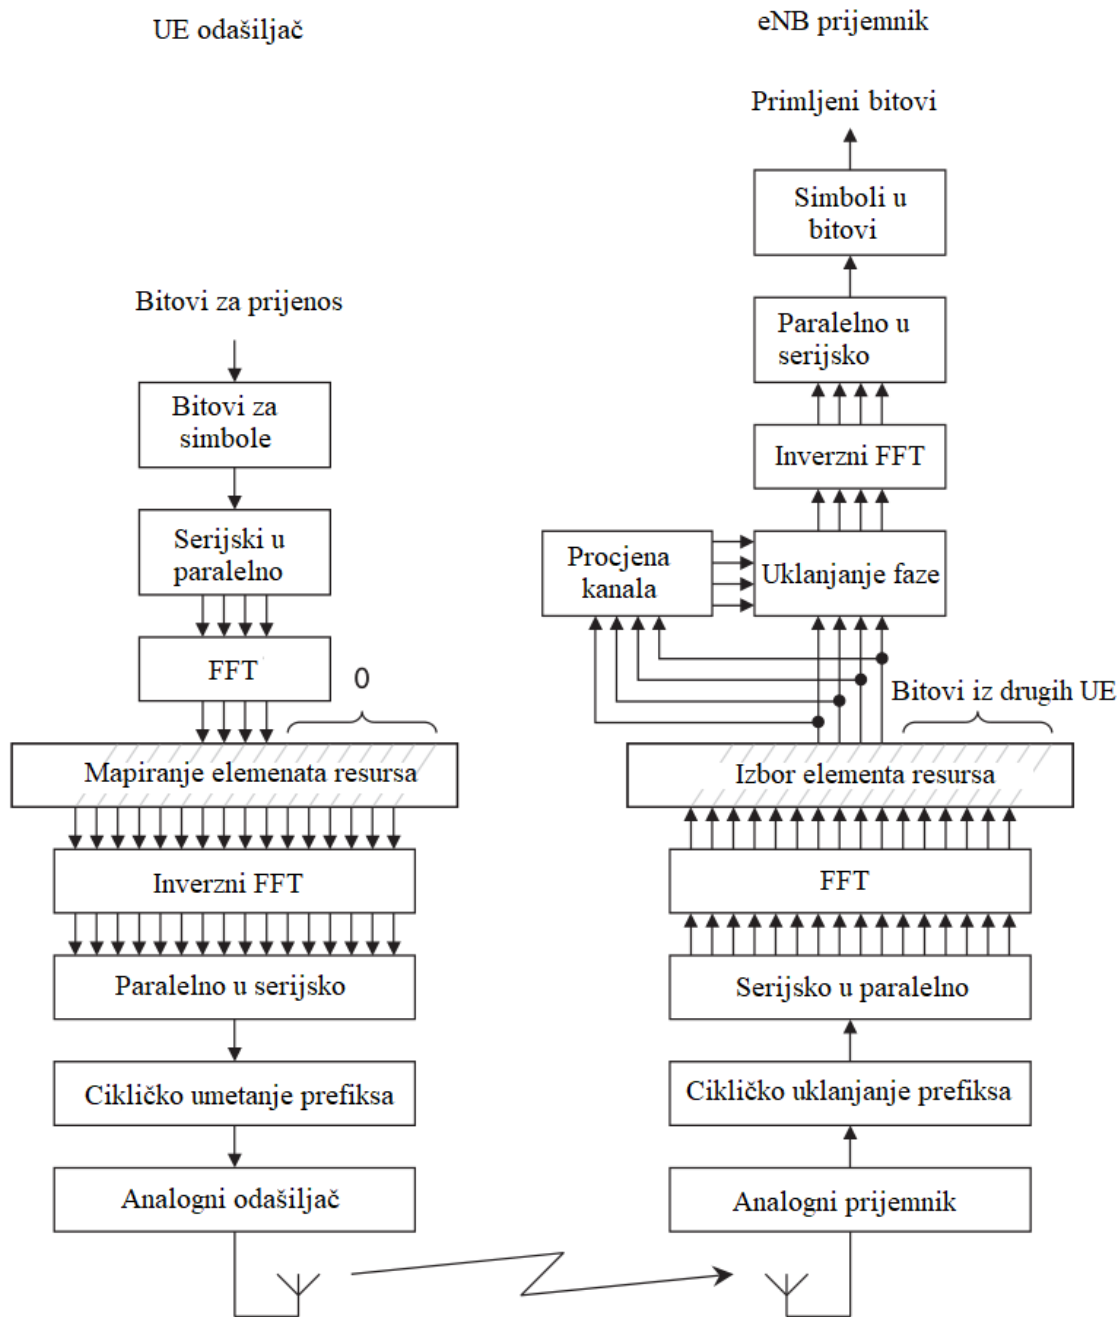 UE odašiljač
Bitovi za prijenos
Bitovi za
simbole
Serijski u
paralelno
FFT
0
Mapiranje elemenata resursa
Inverzni FFT
Paralelno u serijsko
Cikličko umetanje prefiksa
Analogni odašiljač
eNB prijemnik
Primljeni bitovi
Simboli u
bitovi
Paralelno u
serijsko
Inverzni FFT
Procjena
kanala
Uklanjanje faze
Bitovi iz drugih UE
Izbor elementa resursa
FFT
Serijsko u paralelno
Cikličko uklanjanje prefiksa
Analogni prijemnik